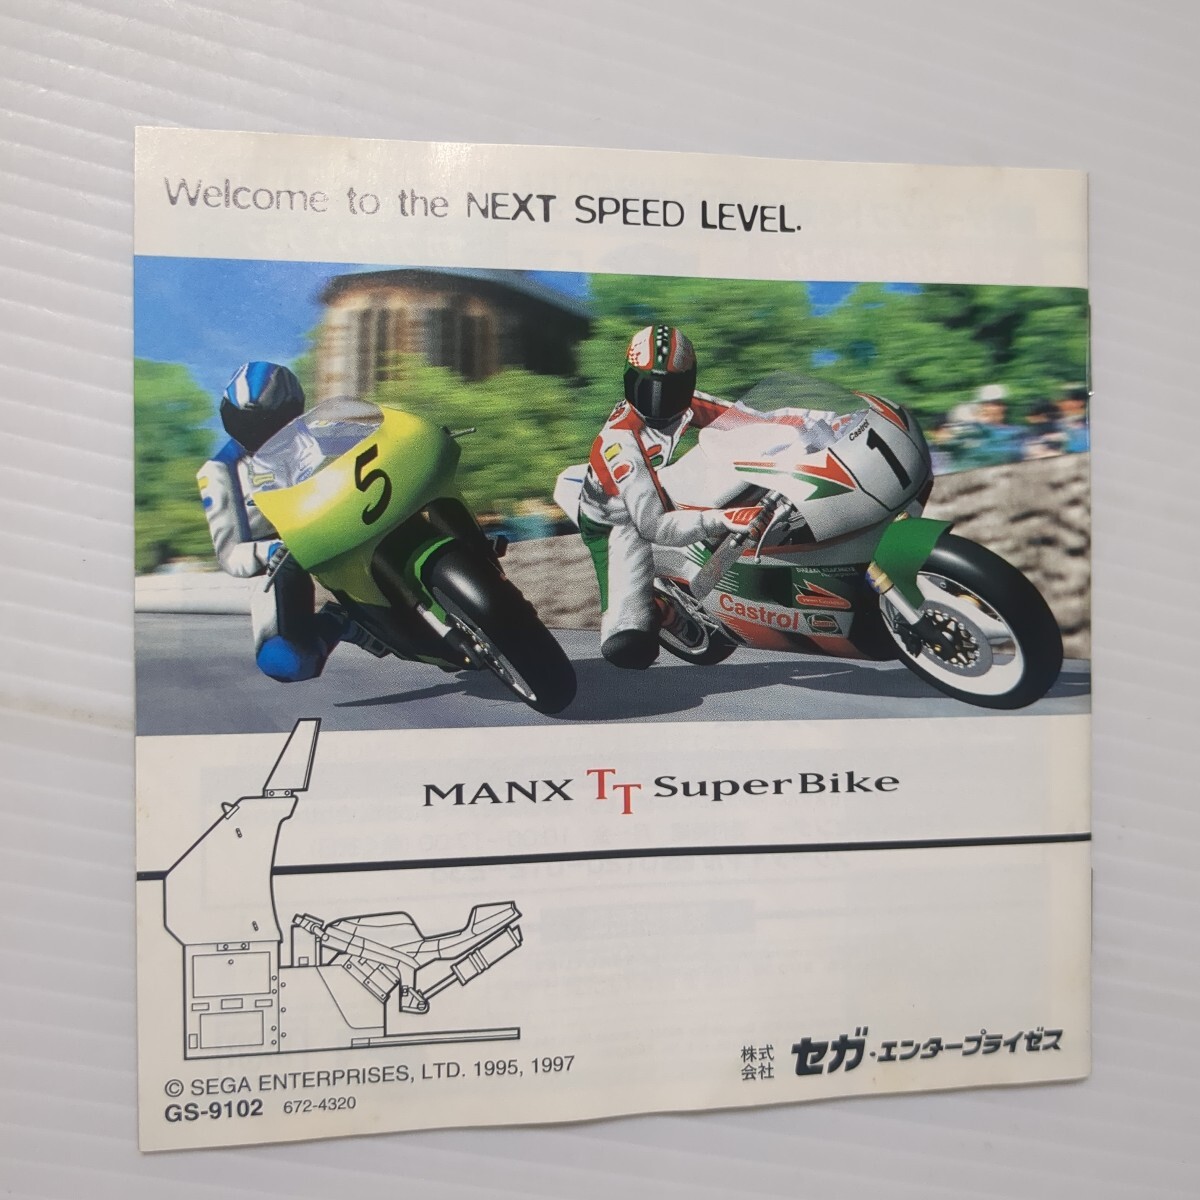 Welcome to the NEXT SPEED LEVEL.
5
Castrol
1
Castrol
MANX TT SuperBike
株式会社 セガ・エンタープライゼス
© SEGA ENTERPRISES, LTD. 1995, 1997
GS-9102 672-4320